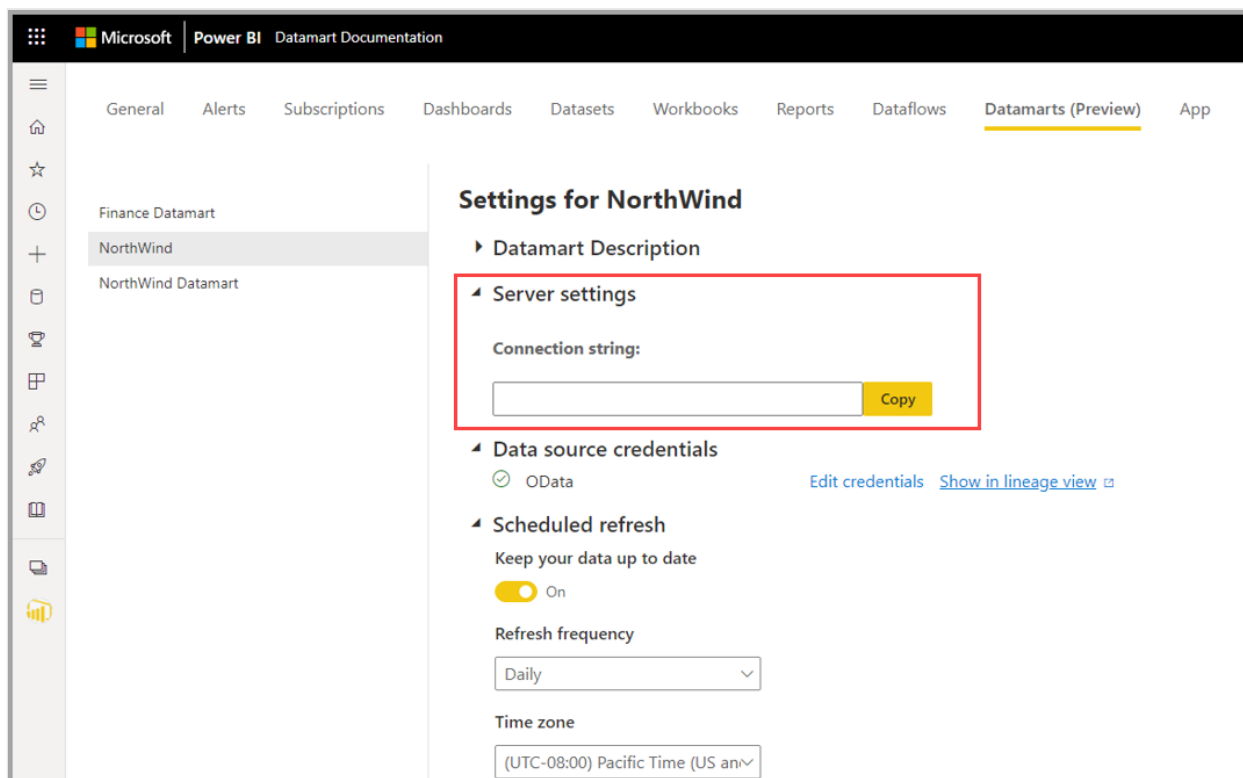 Microsoft Power BI Datamart Documentation
General Alerts Subscriptions Dashboards Datasets Workbooks Reports Dataflows Datamarts (Preview) App
Finance Datamart
NorthWind
NorthWind Datamart
Settings for NorthWind
Datamart Description
Server settings
Connection string:
Copy
Data source credentials
OData Edit credentials Show in lineage view
Scheduled refresh
Keep your data up to date
On
Refresh frequency
Daily
Time zone
(UTC-08:00) Pacific Time (US an